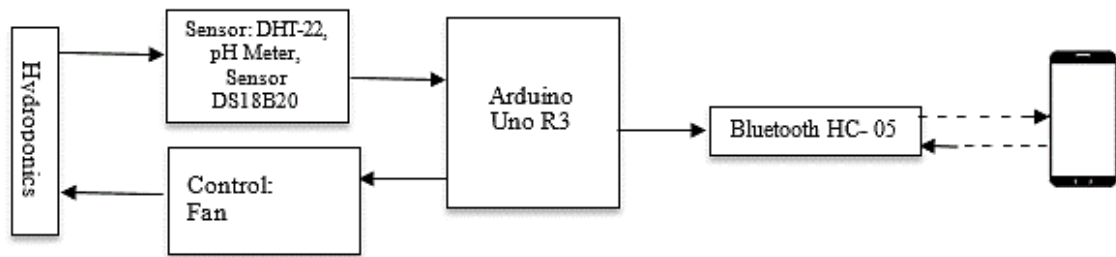 Hydroponics
Sensor: DHT-22,
pH Meter,
Sensor
DS18B20
Control:
Fan
Arduino
Uno R3
Bluetooth HC- 05